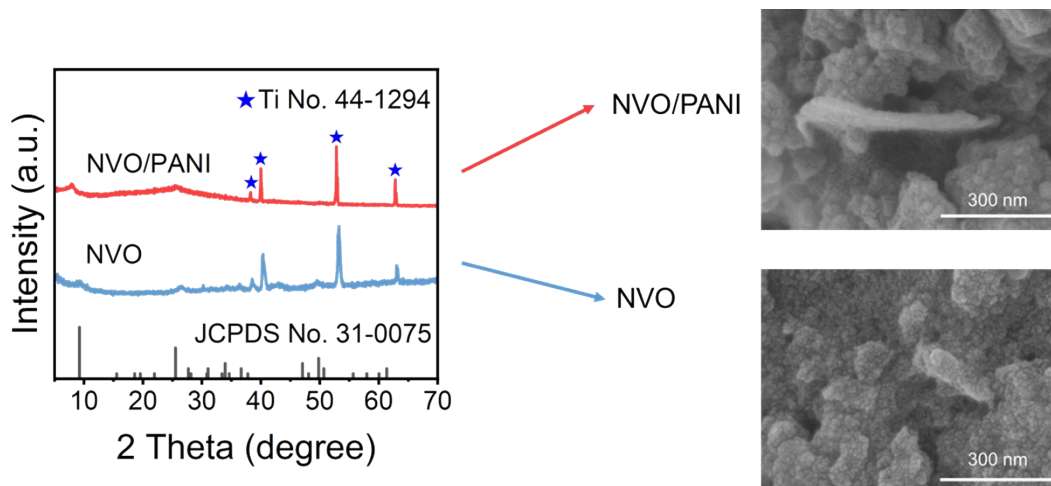 ★Ti No. 44-1294
NVO/PANI
NVO
JCPDS No. 31-0075
Intensity (a.u.)
10 20 30 40 50 60 70
2 Theta (degree)
NVO/PANI
NVO
300 nm
300 nm